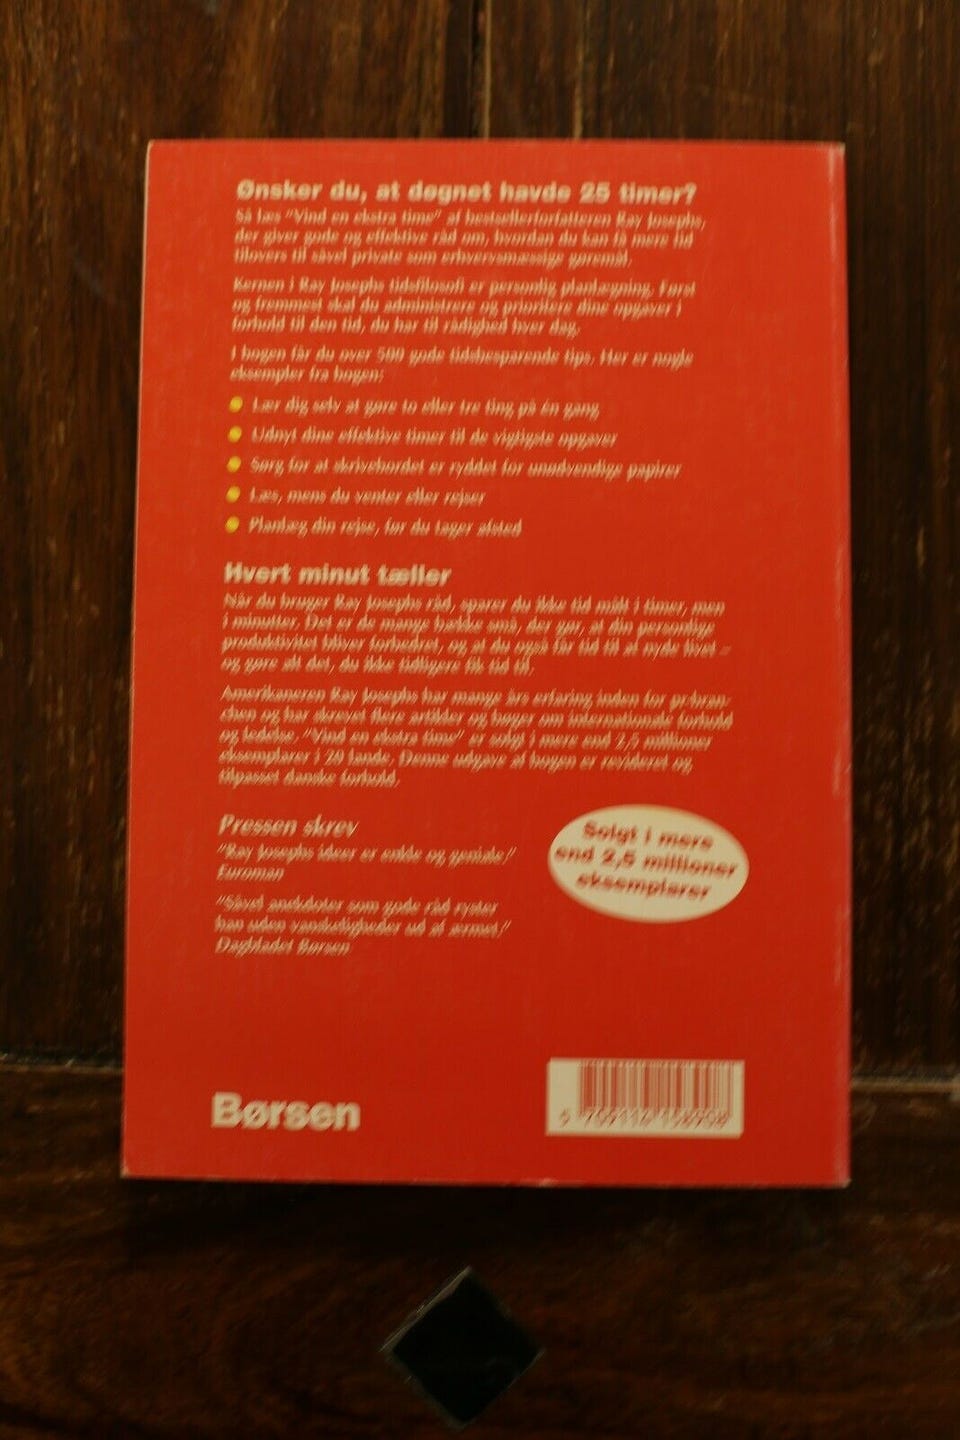 Ønsker du, at døgnet havde 25 timer?
Så læs "Vind en ekstra time" af bestsellerforfatteren Ray Josephs,
der giver gode og effektive råd om, hvordan du kan få mere tid
tilovers til såvel private som erhvervsmæssige gøremål.
Kernen i Ray Josephs tidsfilosofi er personlig planlægning. Først
og fremmest skal du administrere og prioritere dine opgaver i
forhold til den tid, du har til rådighed hver dag.
I bogen får du over 500 gode tidsbesparende tips. Her er nogle
eksempler fra bogen:
Lær dig selv at gøre to eller tre ting på én gang
Udnyt dine effektive timer til de vigtigste opgaver
Sørg for at skrivebordet er ryddet for unødvendige papirer
Læs, mens du venter eller rejser
Planlæg din rejse, før du tager afsted
Hvert minut tæller
Når du bruger Ray Josephs råd, sparer du ikke tid målt i timer, men
i minutter. Det er de mange bække små, der gør, at din personlige
produktivitet bliver forbedret, og at du også får tid til at nyde livet –
og gøre alt det, du ikke tidligere fik tid til.
Amerikaneren Ray Josephs har mange års erfaring inden for pr-bran-
chen og har skrevet flere artikler og bøger om internationale forhold
og ledelse. "Vind en ekstra time" er solgt i mere end 2,5 millioner
eksemplarer i 20 lande. Denne udgave af bogen er revideret og
tilpasset danske forhold.
Pressen skrev
"Ray Josephs ideer er enkle og geniale."
Euroman
"Såvel anekdoter som gode råd ryster
han uden vanskeligheder ud af ærmet."
Dagbladet Børsen
Solgt i mere
end 2,5 millioner
eksemplarer
Børsen